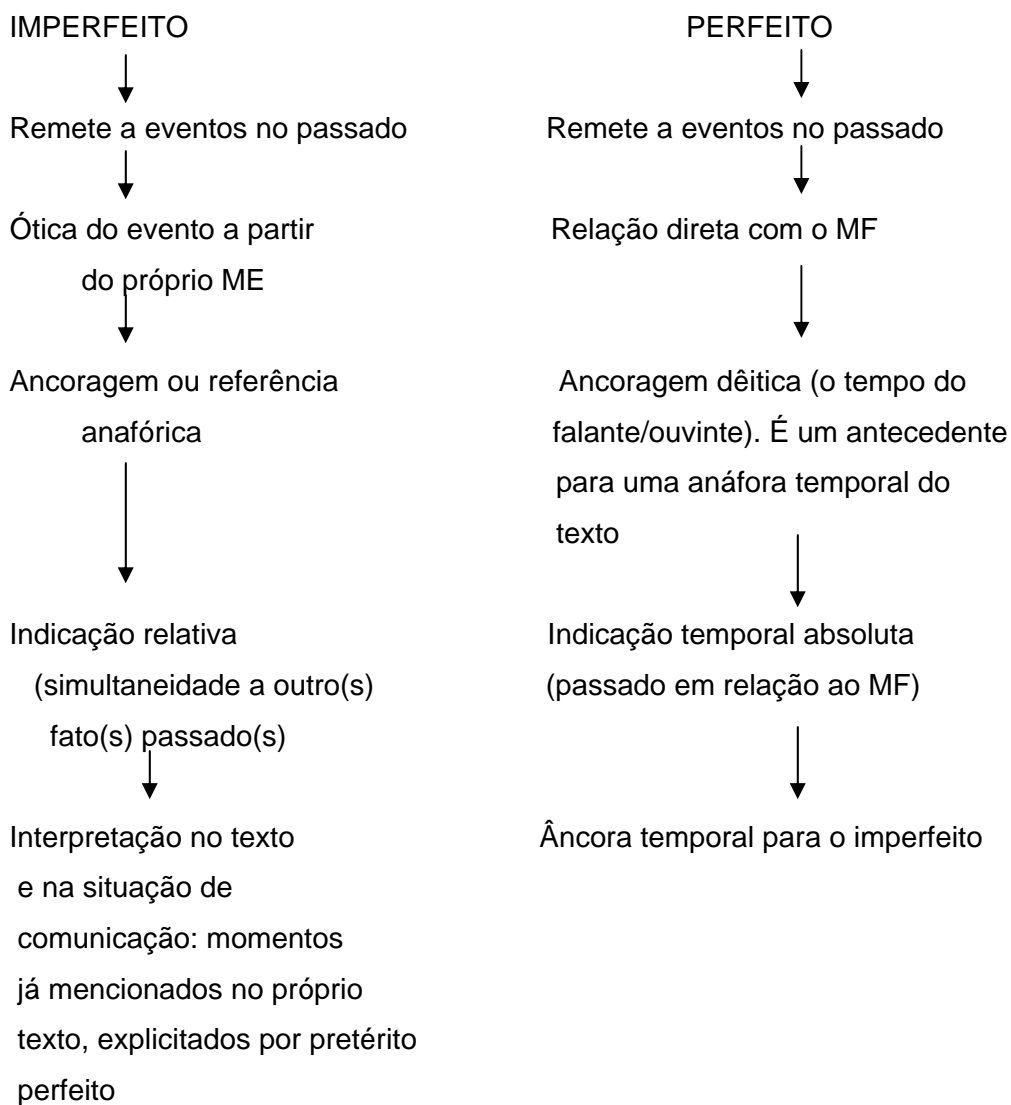 IMPERFEITO
Remete a eventos no passado
Ótica do evento a partir
do próprio ME
Ancoragem ou referência
anafórica
Indicação relativa
(simultaneidade a outro(s)
fato(s) passado(s)
Interpretação no texto
e na situação de
comunicação: momentos
já mencionados no próprio
texto, explicitados por pretérito
perfeito
PERFEITO
Remete a eventos no passado
Relação direta com o MF
Ancoragem dêitica (o tempo do
falante/ouvinte). É um antecedente
para uma anáfora temporal do
texto
Indicação temporal absoluta
(passado em relação ao MF)
Âncora temporal para o imperfeito